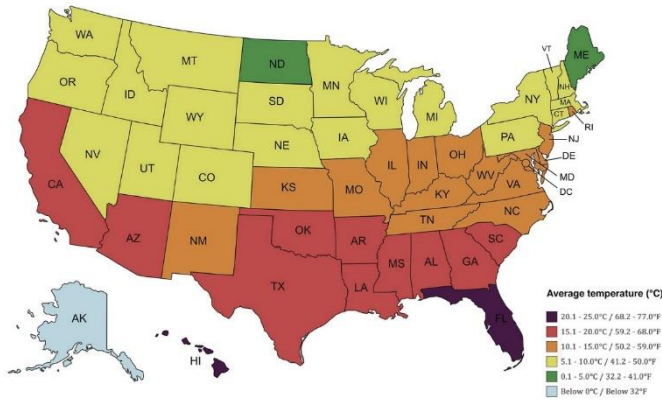 WA
MT
ND
MN
VT
ME
OR
ID
SD
WI
MI
NY
NH
MA
CT
RI
WY
IA
PA
NJ
NV
NE
DE
UT
CO
IL
IN
OH
MD
DC
CA
KS
MO
WV
VA
KY
NC
TN
AZ
NM
OK
AR
SC
MS
AL
GA
TX
LA
FL
AK
HI
Average temperature (°C)
20.1 - 25.0°C / 68.2 - 77.0°F
15.1 - 20.0°C / 59.2 - 68.0°F
10.1 - 15.0°C / 50.2 - 59.0°F
5.1 - 10.0°C / 41.2 - 50.0°F
0.1 - 5.0°C / 32.2 - 41.0°F
Below 0°C / Below 32°F